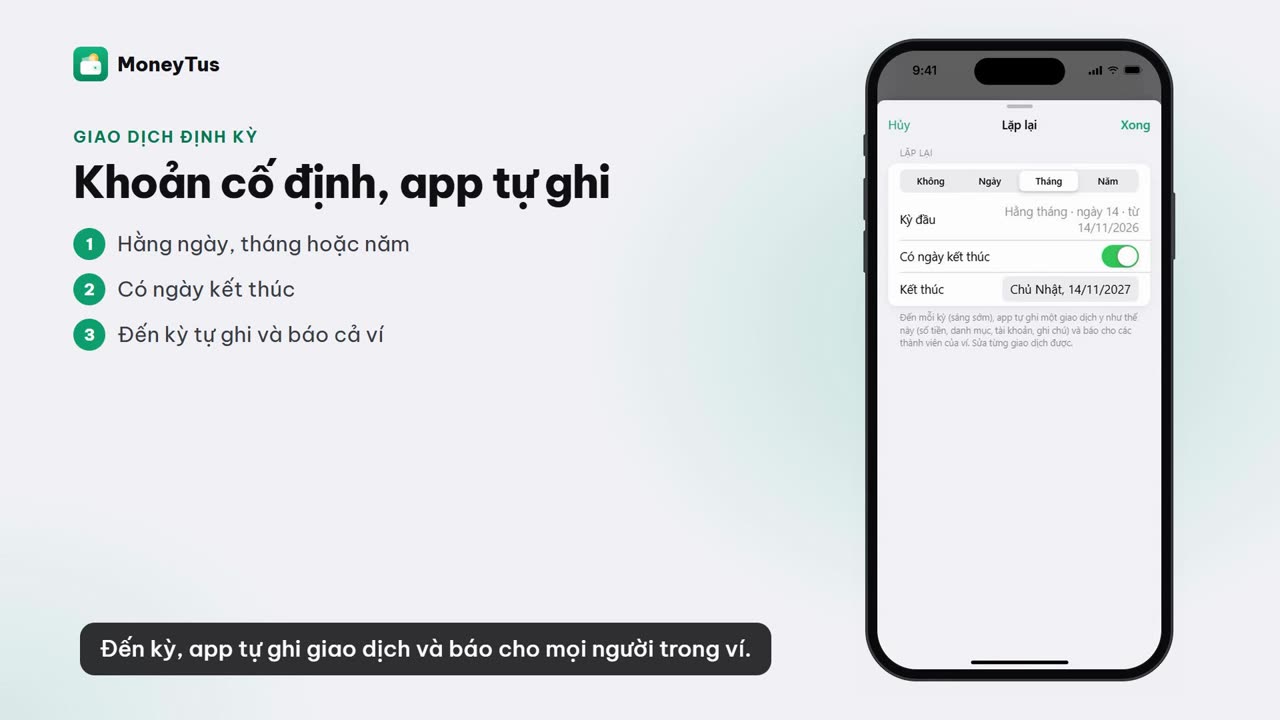 MoneyTus
GIAO DỊCH ĐỊNH KỲ
Khoản cố định, app tự ghi
1 Hằng ngày, tháng hoặc năm
2 Có ngày kết thúc
3 Đến kỳ tự ghi và báo cả ví
Đến kỳ, app tự ghi giao dịch và báo cho mọi người trong ví.
9:41
Hủy Lặp lại Xong
LẶP LẠI
Không Ngày Tháng Năm
Kỳ đầu
Hằng tháng · ngày 14 · từ
14/11/2026
Có ngày kết thúc
Kết thúc Chủ Nhật, 14/11/2027
Đến mỗi kỳ (sáng sớm), app tự ghi một giao dịch y như thế
này (số tiền, danh mục, tài khoản, ghi chú) và báo cho các
thành viên của ví. Sửa từng giao dịch được.